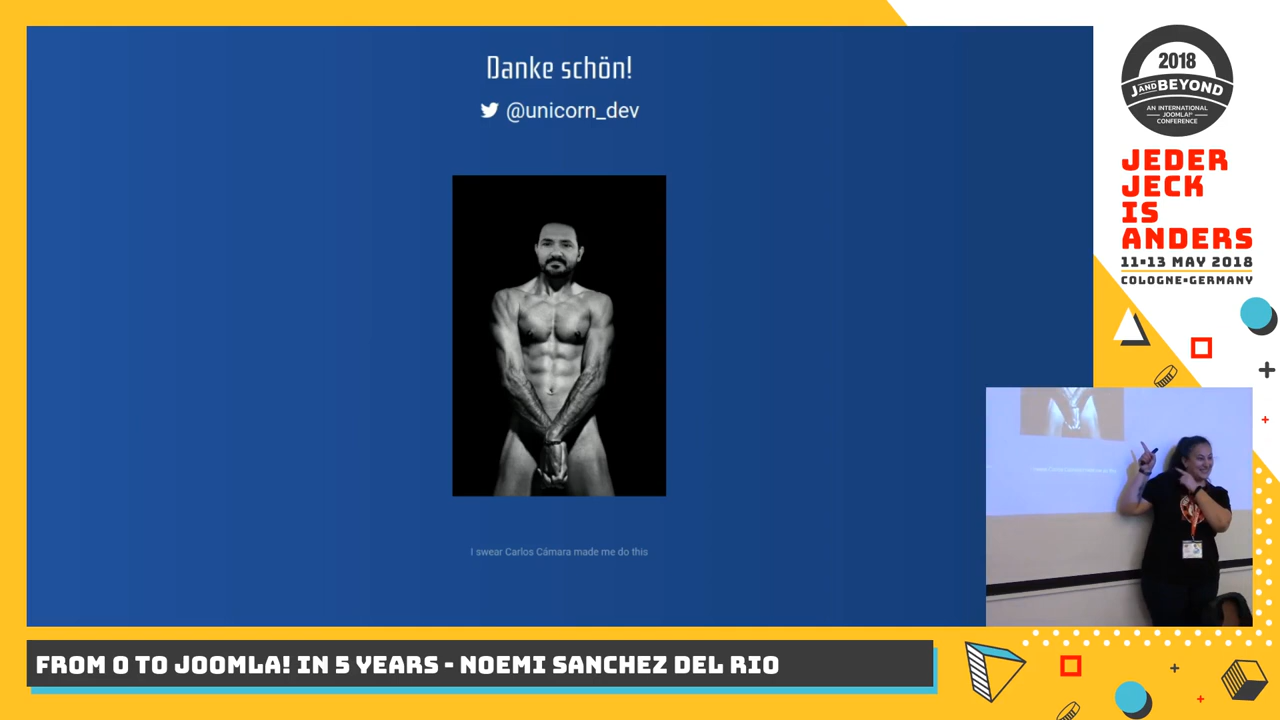 Danke schön!
@unicorn_dev
I swear Carlos Cámara made me do this
2018
J AND BEYOND
AN INTERNATIONAL
JOOMLA!®
CONFERENCE
JEDER
JECK
IS
ANDERS
11-13 MAY 2018
COLOGNE•GERMANY
FROM 0 TO JOOMLA! IN 5 YEARS - NOEMI SANCHEZ DEL RIO